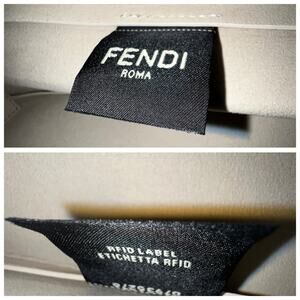 FENDI
ROMA
RFID LABEL
ETICHETTA RFID